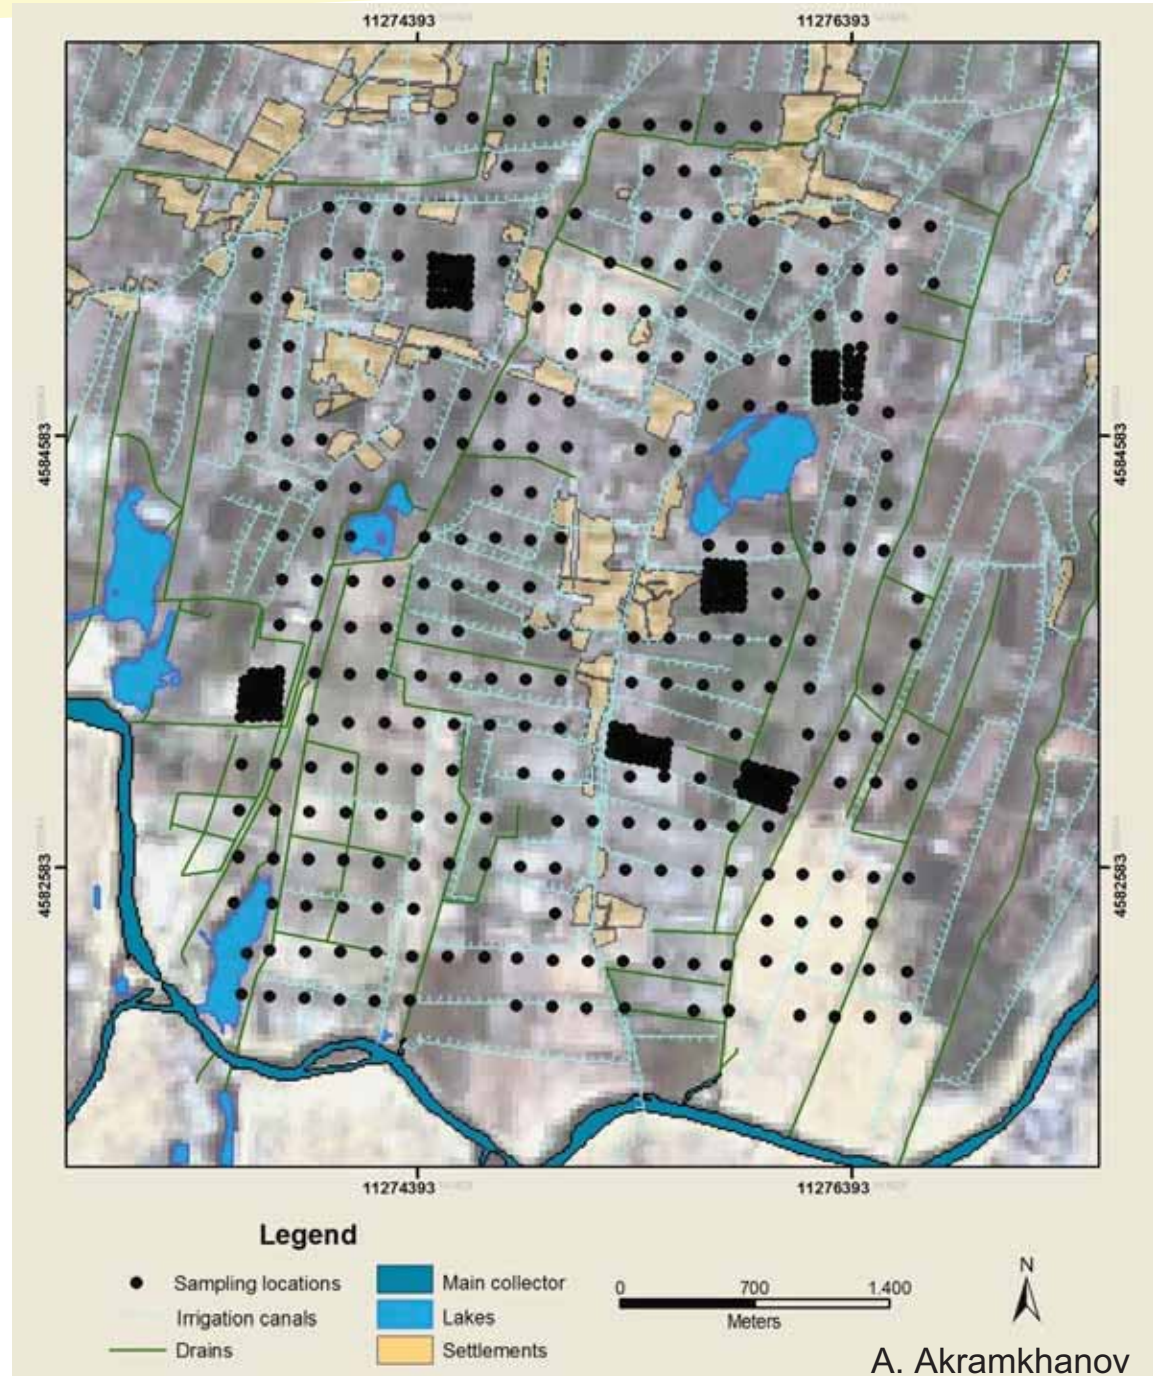 11274393 11276393
4584583 4584583
4582583 4582583
11274393 11276393
Legend
Sampling locations
Irrigation canals
Drains
Main collector
Lakes
Settlements
0 700 1.400
Meters
N
A. Akramkhanov